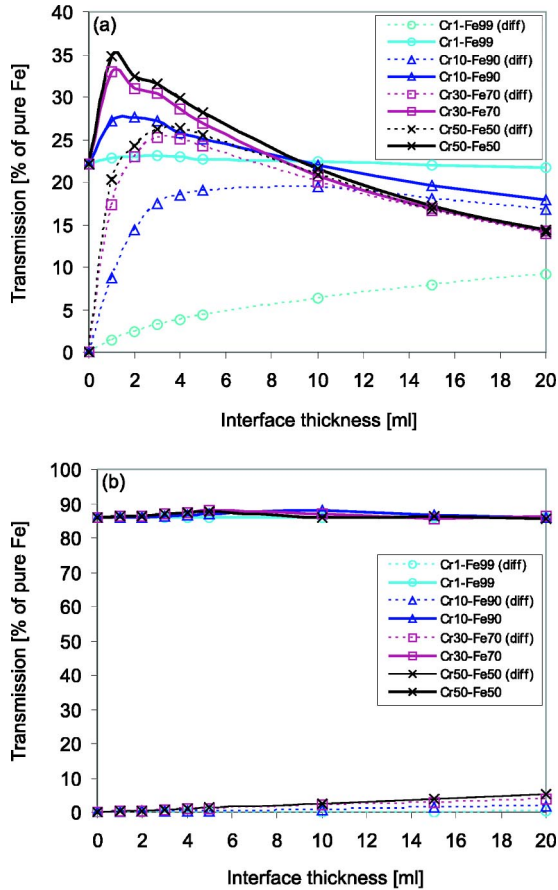 (a)
Transmission [% of pure Fe]
40
35
30
25
20
15
10
5
0
0 2 4 6 8 10 12 14 16 18 20
Interface thickness [ml]
Cr1-Fe99 (diff)
Cr1-Fe99
Cr10-Fe90 (diff)
Cr10-Fe90
Cr30-Fe70 (diff)
Cr30-Fe70
Cr50-Fe50 (diff)
Cr50-Fe50
(b)
Transmission [% of pure Fe]
100
90
80
70
60
50
40
30
20
10
0
0 2 4 6 8 10 12 14 16 18 20
Interface thickness [ml]
Cr1-Fe99 (diff)
Cr1-Fe99
Cr10-Fe90 (diff)
Cr10-Fe90
Cr30-Fe70 (diff)
Cr30-Fe70
Cr50-Fe50 (diff)
Cr50-Fe50